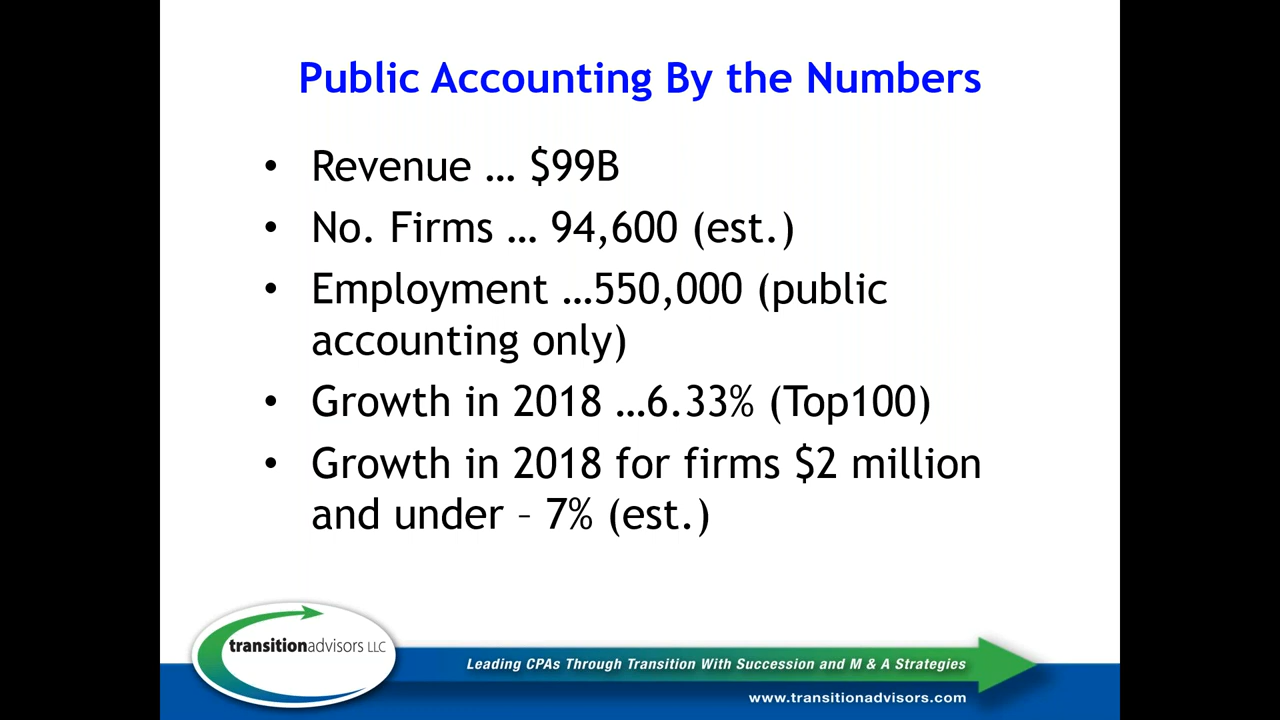 Public Accounting By the Numbers
• Revenue … $99B
• No. Firms … 94,600 (est.)
• Employment …550,000 (public
accounting only)
• Growth in 2018 …6.33% (Top100)
• Growth in 2018 for firms $2 million
and under – 7% (est.)
transitionadvisors LLC
Leading CPAs Through Transition With Succession and M & A Strategies
www.transitionadvisors.com